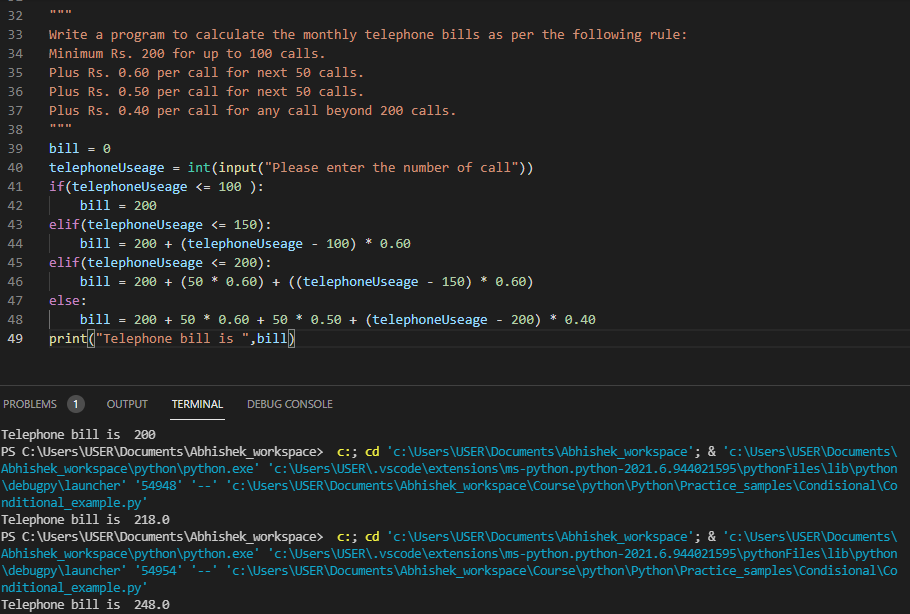 32 """
33 Write a program to calculate the monthly telephone bills as per the following rule:
34 Minimum Rs. 200 for up to 100 calls.
35 Plus Rs. 0.60 per call for next 50 calls.
36 Plus Rs. 0.50 per call for next 50 calls.
37 Plus Rs. 0.40 per call for any call beyond 200 calls.
38 """
39 bill = 0
40 telephoneUseage = int(input("Please enter the number of call"))
41 if(telephoneUseage <= 100 ):
42     bill = 200
43 elif(telephoneUseage <= 150):
44     bill = 200 + (telephoneUseage - 100) * 0.60
45 elif(telephoneUseage <= 200):
46     bill = 200 + (50 * 0.60) + ((telephoneUseage - 150) * 0.60)
47 else:
48     bill = 200 + 50 * 0.60 + 50 * 0.50 + (telephoneUseage - 200) * 0.40
49 print("Telephone bill is ",bill)
PROBLEMS 1 OUTPUT TERMINAL DEBUG CONSOLE
Telephone bill is  200
PS C:\Users\USER\Documents\Abhishek_workspace>  c:; cd 'c:\Users\USER\Documents\Abhishek_workspace'; & 'c:\Users\USER\Documents\
Abhishek_workspace\python\python.exe' 'c:\Users\USER\.vscode\extensions\ms-python.python-2021.6.944021595\pythonFiles\lib\python
\debugpy\launcher' '54948' '--' 'c:\Users\USER\Documents\Abhishek_workspace\Course\python\Python\Practice_samples\Condisional\Co
nditional_example.py'
Telephone bill is  218.0
PS C:\Users\USER\Documents\Abhishek_workspace>  c:; cd 'c:\Users\USER\Documents\Abhishek_workspace'; & 'c:\Users\USER\Documents\
Abhishek_workspace\python\python.exe' 'c:\Users\USER\.vscode\extensions\ms-python.python-2021.6.944021595\pythonFiles\lib\python
\debugpy\launcher' '54954' '--' 'c:\Users\USER\Documents\Abhishek_workspace\Course\python\Python\Practice_samples\Condisional\Co
nditional_example.py'
Telephone bill is  248.0